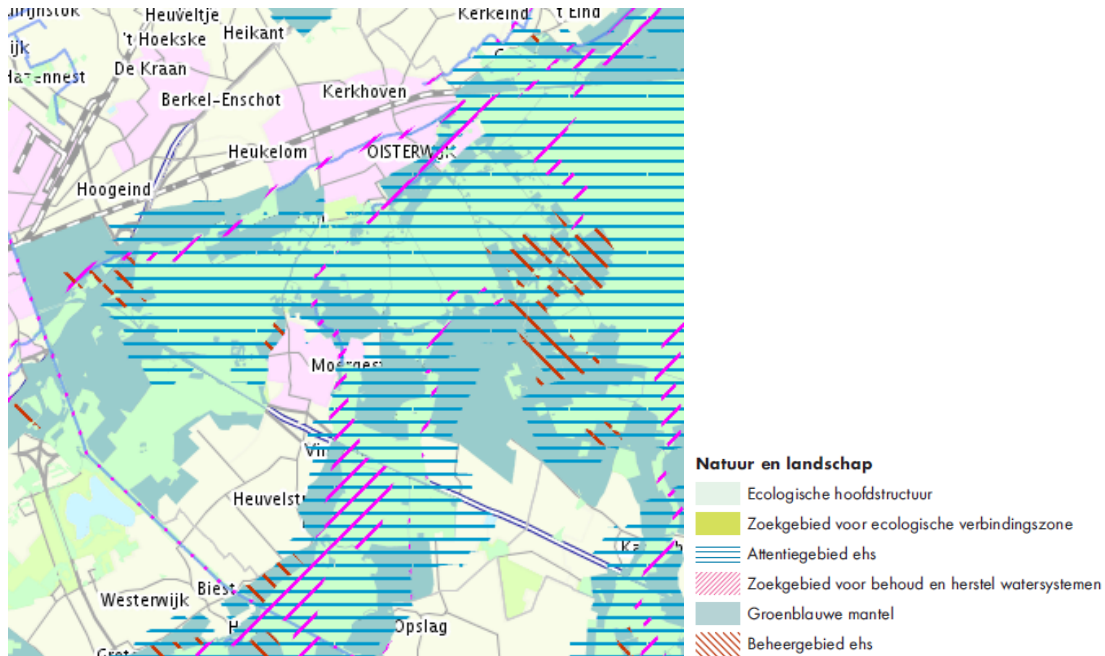 Kerkeind
't Eind
Heuveltje
't Hoekske
Heikant
De Kraan
Kerkhoven
Berkel-Enschot
Heukelom
OISTERWIJK
Hoogeind
Heuvelst
Biest
Westerwijk
Opslag
Natuur en landschap
Ecologische hoofdstructuur
Zoekgebied voor ecologische verbindingszone
Attentiegebied ehs
Zoekgebied voor behoud en herstel watersystemen
Groenblauwe mantel
Beheergebied ehs